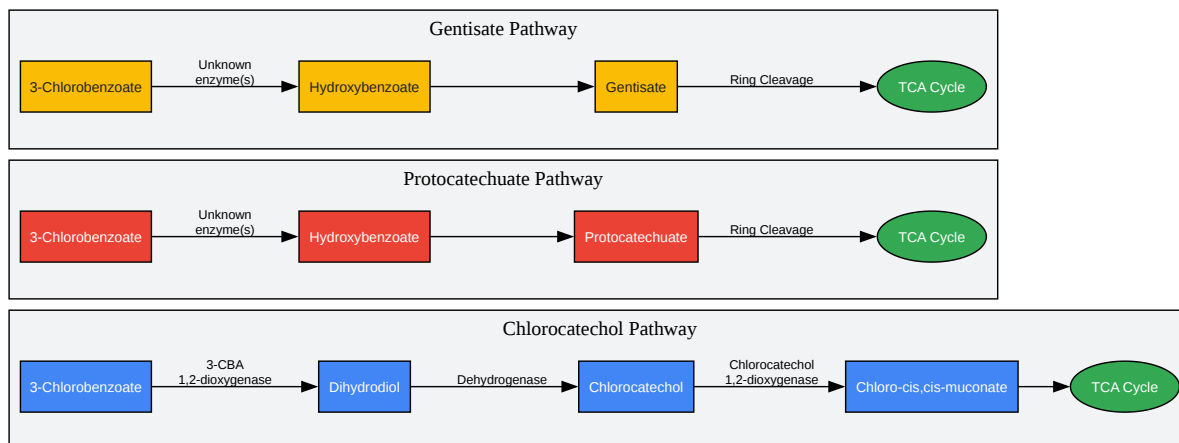 Gentisate Pathway
3-Chlorobenzoate
Unknown
enzyme(s)
Hydroxybenzoate
Gentisate
Ring Cleavage
TCA Cycle
Protocatechuate Pathway
3-Chlorobenzoate
Unknown
enzyme(s)
Hydroxybenzoate
Protocatechuate
Ring Cleavage
TCA Cycle
Chlorocatechol Pathway
3-Chlorobenzoate
3-CBA
1,2-dioxygenase
Dihydrodiol
Dehydrogenase
Chlorocatechol
Chlorocatechol
1,2-dioxygenase
Chloro-cis,cis-muconate
TCA Cycle